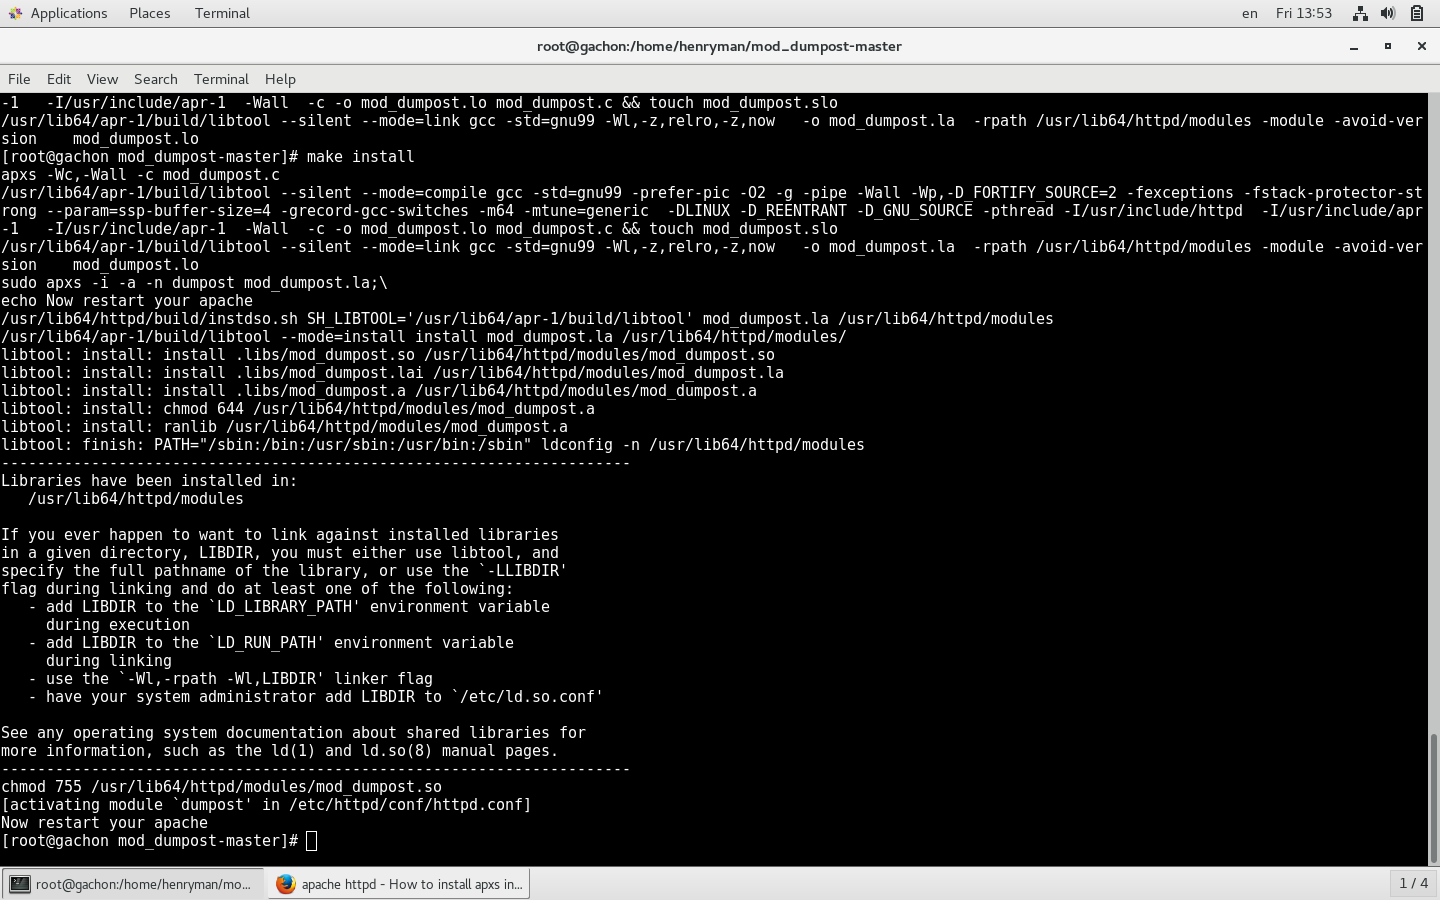 Applications Places Terminal en Fri 13:53
root@gachon:/home/henryman/mod_dumpost-master
File Edit View Search Terminal Help
-1   -I/usr/include/apr-1  -Wall  -c -o mod_dumpost.lo mod_dumpost.c && touch mod_dumpost.slo
/usr/lib64/apr-1/build/libtool --silent --mode=link gcc -std=gnu99 -Wl,-z,relro,-z,now   -o mod_dumpost.la  -rpath /usr/lib64/httpd/modules -module -avoid-ver
sion    mod_dumpost.lo
[root@gachon mod_dumpost-master]# make install
apxs -Wc,-Wall -c mod_dumpost.c
/usr/lib64/apr-1/build/libtool --silent --mode=compile gcc -std=gnu99 -prefer-pic -O2 -g -pipe -Wall -Wp,-D_FORTIFY_SOURCE=2 -fexceptions -fstack-protector-st
rong --param=ssp-buffer-size=4 -grecord-gcc-switches -m64 -mtune=generic  -DLINUX -D_REENTRANT -D_GNU_SOURCE -pthread -I/usr/include/httpd  -I/usr/include/apr
-1   -I/usr/include/apr-1  -Wall  -c -o mod_dumpost.lo mod_dumpost.c && touch mod_dumpost.slo
/usr/lib64/apr-1/build/libtool --silent --mode=link gcc -std=gnu99 -Wl,-z,relro,-z,now   -o mod_dumpost.la  -rpath /usr/lib64/httpd/modules -module -avoid-ver
sion    mod_dumpost.lo
sudo apxs -i -a -n dumpost mod_dumpost.la;\
echo Now restart your apache
/usr/lib64/httpd/build/instdso.sh SH_LIBTOOL='/usr/lib64/apr-1/build/libtool' mod_dumpost.la /usr/lib64/httpd/modules
/usr/lib64/apr-1/build/libtool --mode=install install mod_dumpost.la /usr/lib64/httpd/modules/
libtool: install: install .libs/mod_dumpost.so /usr/lib64/httpd/modules/mod_dumpost.so
libtool: install: install .libs/mod_dumpost.lai /usr/lib64/httpd/modules/mod_dumpost.la
libtool: install: install .libs/mod_dumpost.a /usr/lib64/httpd/modules/mod_dumpost.a
libtool: install: chmod 644 /usr/lib64/httpd/modules/mod_dumpost.a
libtool: install: ranlib /usr/lib64/httpd/modules/mod_dumpost.a
libtool: finish: PATH="/sbin:/bin:/usr/sbin:/usr/bin:/sbin" ldconfig -n /usr/lib64/httpd/modules
----------------------------------------------------------------------
Libraries have been installed in:
   /usr/lib64/httpd/modules

If you ever happen to want to link against installed libraries
in a given directory, LIBDIR, you must either use libtool, and
specify the full pathname of the library, or use the `-LLIBDIR'
flag during linking and do at least one of the following:
   - add LIBDIR to the `LD_LIBRARY_PATH' environment variable
     during execution
   - add LIBDIR to the `LD_RUN_PATH' environment variable
     during linking
   - use the `-Wl,-rpath -Wl,LIBDIR' linker flag
   - have your system administrator add LIBDIR to `/etc/ld.so.conf'

See any operating system documentation about shared libraries for
more information, such as the ld(1) and ld.so(8) manual pages.
----------------------------------------------------------------------
chmod 755 /usr/lib64/httpd/modules/mod_dumpost.so
[activating module `dumpost' in /etc/httpd/conf/httpd.conf]
Now restart your apache
[root@gachon mod_dumpost-master]#
root@gachon:/home/henryman/mo... apache httpd - How to install apxs in... 1 / 4